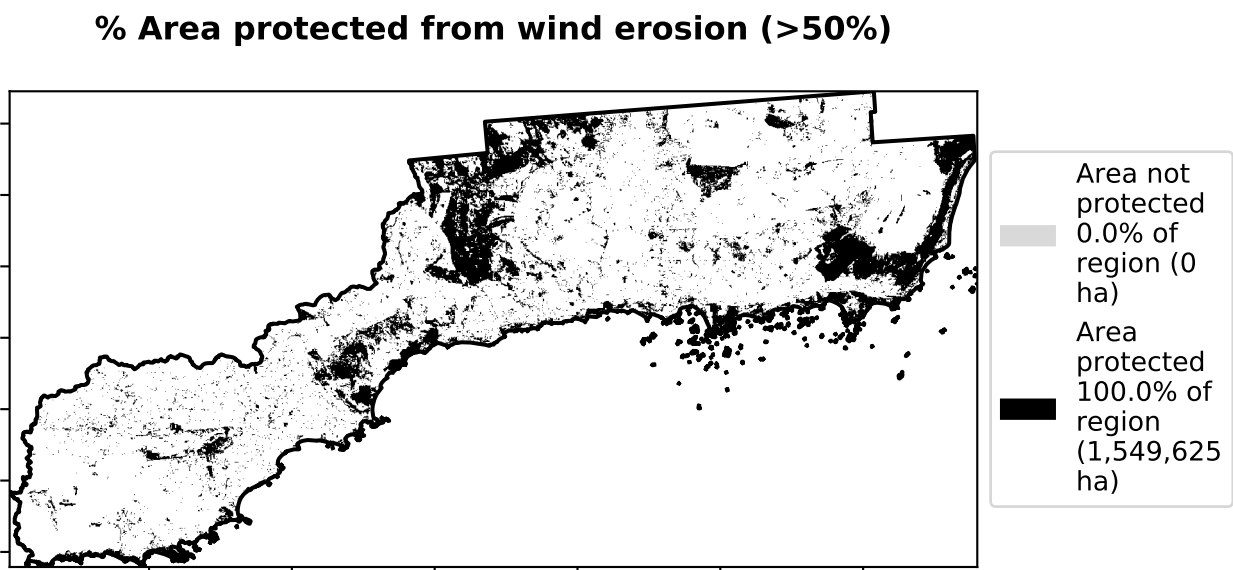 % Area protected from wind erosion (>50%)
Area not
protected
0.0% of
region (0
ha)
Area
protected
100.0% of
region
(1,549,625
ha)